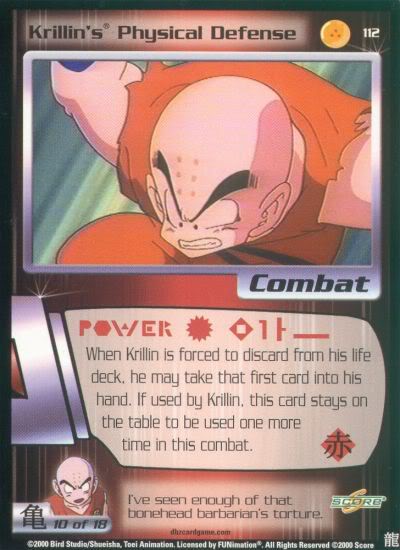 Krillin's® Physical Defense 112
Combat
POWER
When Krillin is forced to discard from his life
deck, he may take that first card into his
hand. If used by Krillin, this card stays on
the table to be used one more
time in this combat.
赤
I've seen enough of that
bonehead barbarian's torture.
SCORE
亀 10 of 18
dbzcardgame.com
©2000 Bird Studio/Shueisha, Toei Animation. Licensed by FUNimation®. All Rights Reserved ©2000 Score
龍